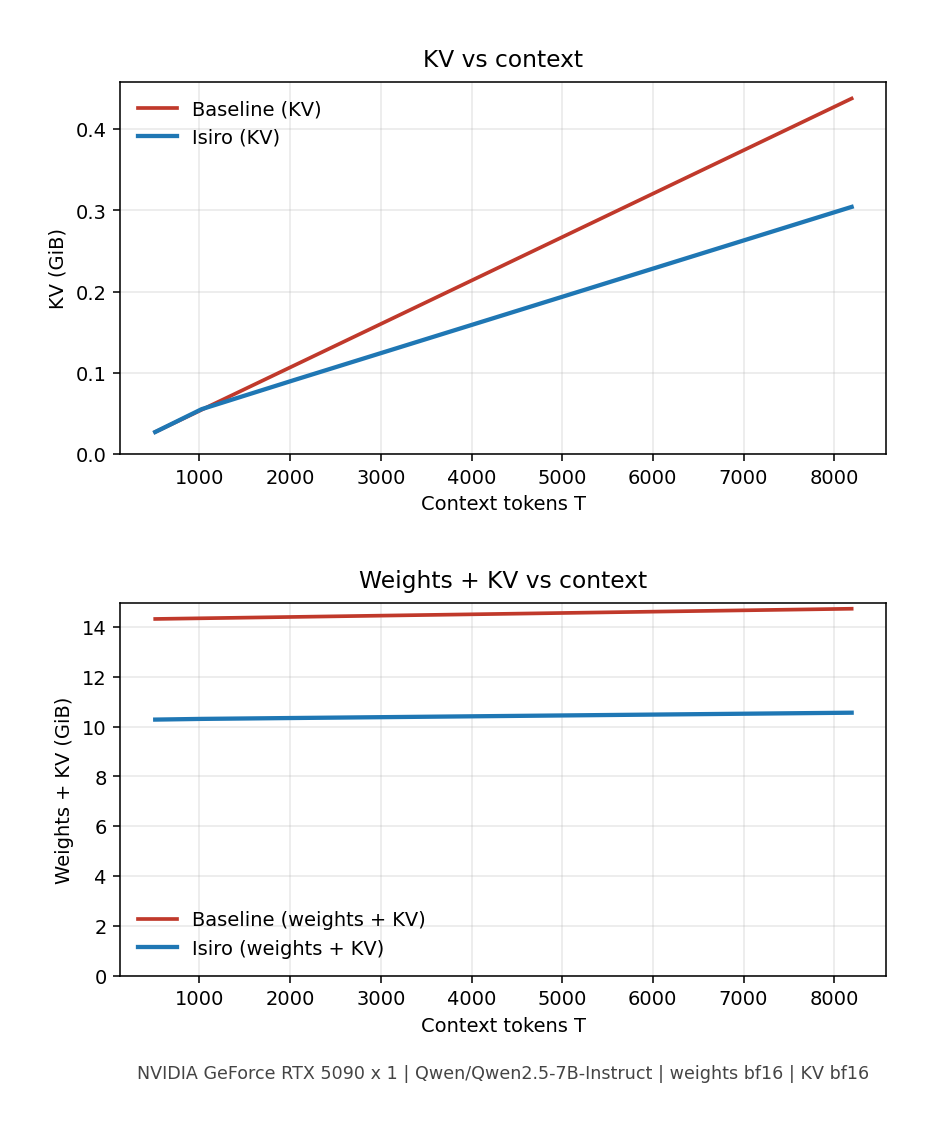 KV vs context
Baseline (KV)
Isiro (KV)
KV (GiB)
0.4
0.3
0.2
0.1
0.0
1000 2000 3000 4000 5000 6000 7000 8000
Context tokens T
Weights + KV vs context
Weights + KV (GiB)
14
12
10
8
6
4
2
0
Baseline (weights + KV)
Isiro (weights + KV)
1000 2000 3000 4000 5000 6000 7000 8000
Context tokens T
NVIDIA GeForce RTX 5090 x 1 | Qwen/Qwen2.5-7B-Instruct | weights bf16 | KV bf16